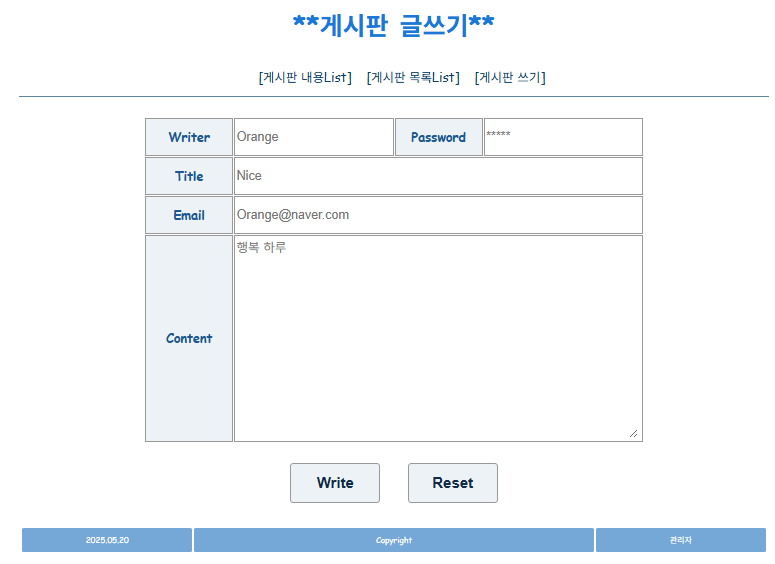 **게시판 글쓰기**
[게시판 내용List] [게시판 목록List] [게시판 쓰기]
Writer Orange Password *****
Title Nice
Email Orange@naver.com
Content 행복 하루
Write Reset
2025.05.20 Copyright 관리자